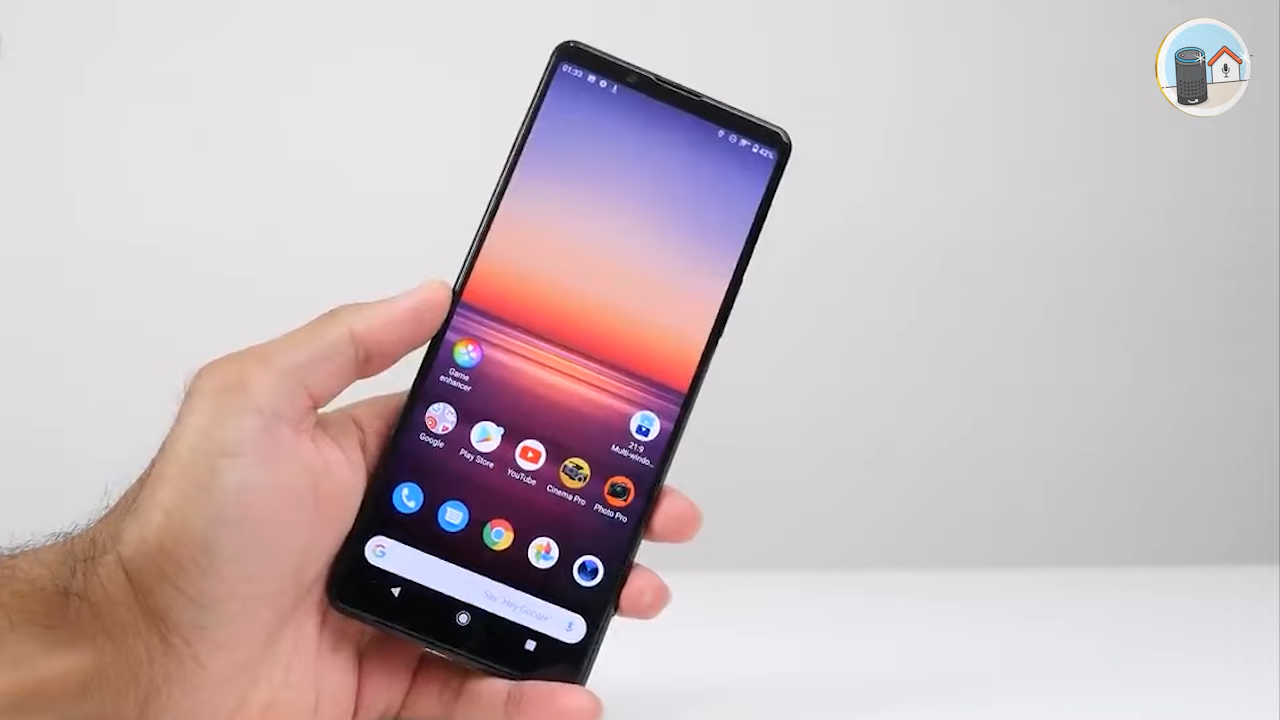 01:33
42%
Game
enhancer
21:9
Multi-windo...
Google
Play Store
YouTube
Cinema Pro
Photo Pro
G
Say "Hey Google"